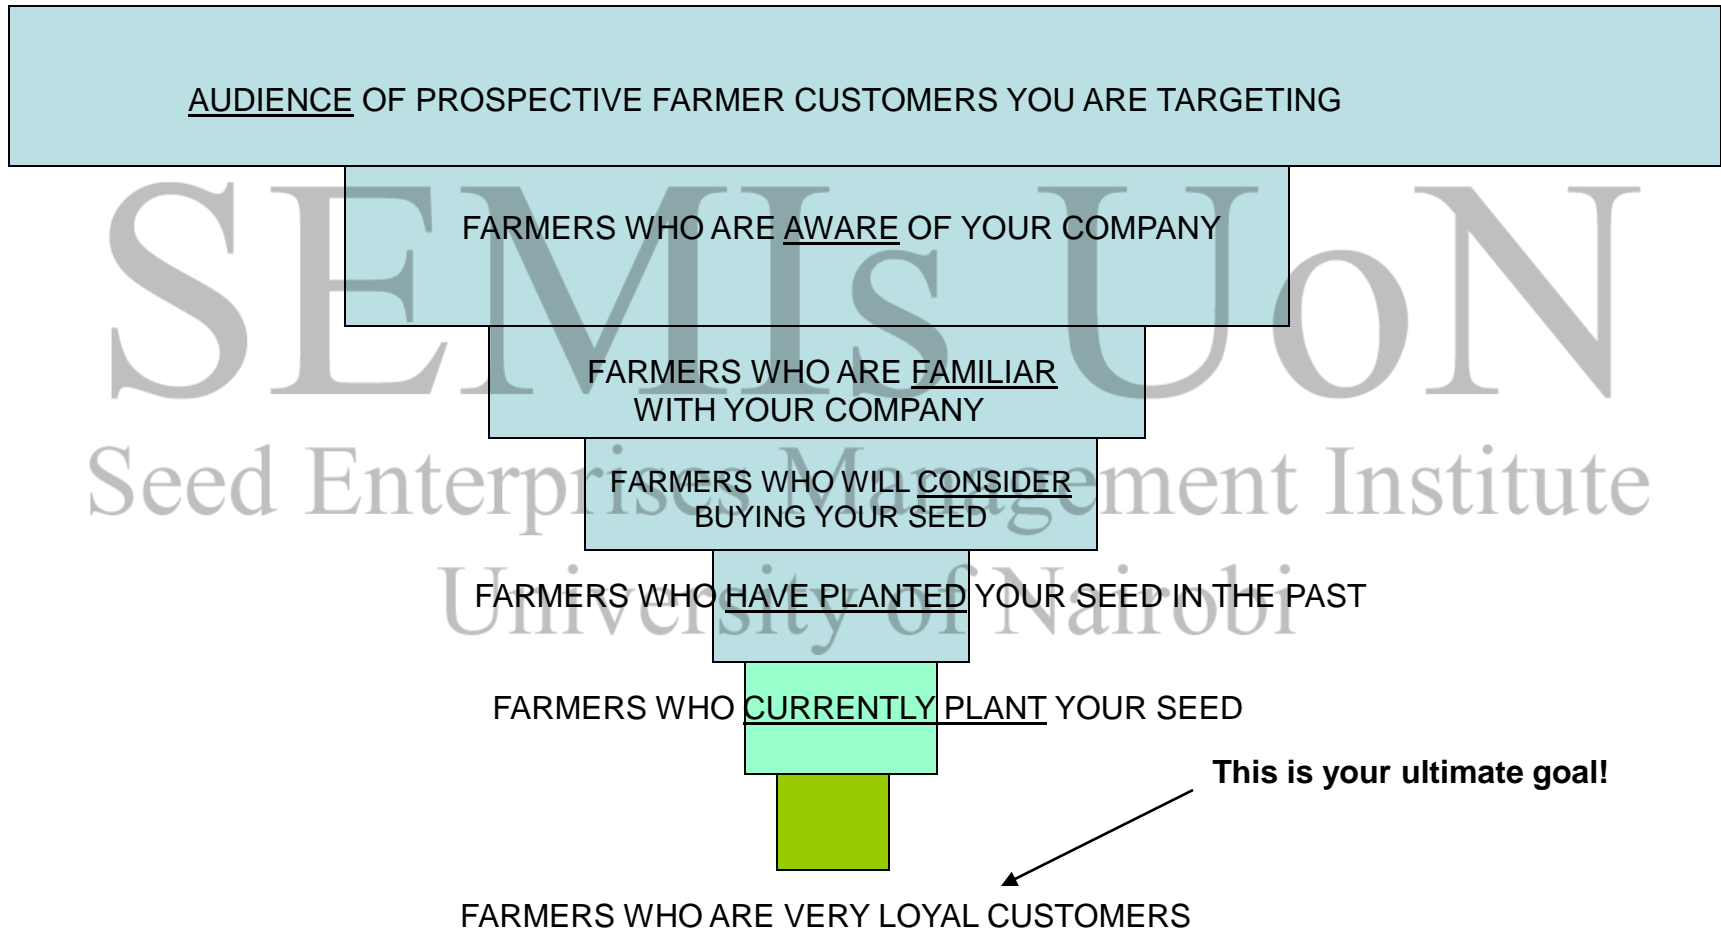 AUDIENCE OF PROSPECTIVE FARMER CUSTOMERS YOU ARE TARGETING
SEMIs UoN
FARMERS WHO ARE AWARE OF YOUR COMPANY
FARMERS WHO ARE FAMILIAR
WITH YOUR COMPANY
Seed Enterprises Management Institute
FARMERS WHO WILL CONSIDER
BUYING YOUR SEED
University of Nairobi
FARMERS WHO HAVE PLANTED YOUR SEED IN THE PAST
FARMERS WHO CURRENTLY PLANT YOUR SEED
This is your ultimate goal!
FARMERS WHO ARE VERY LOYAL CUSTOMERS